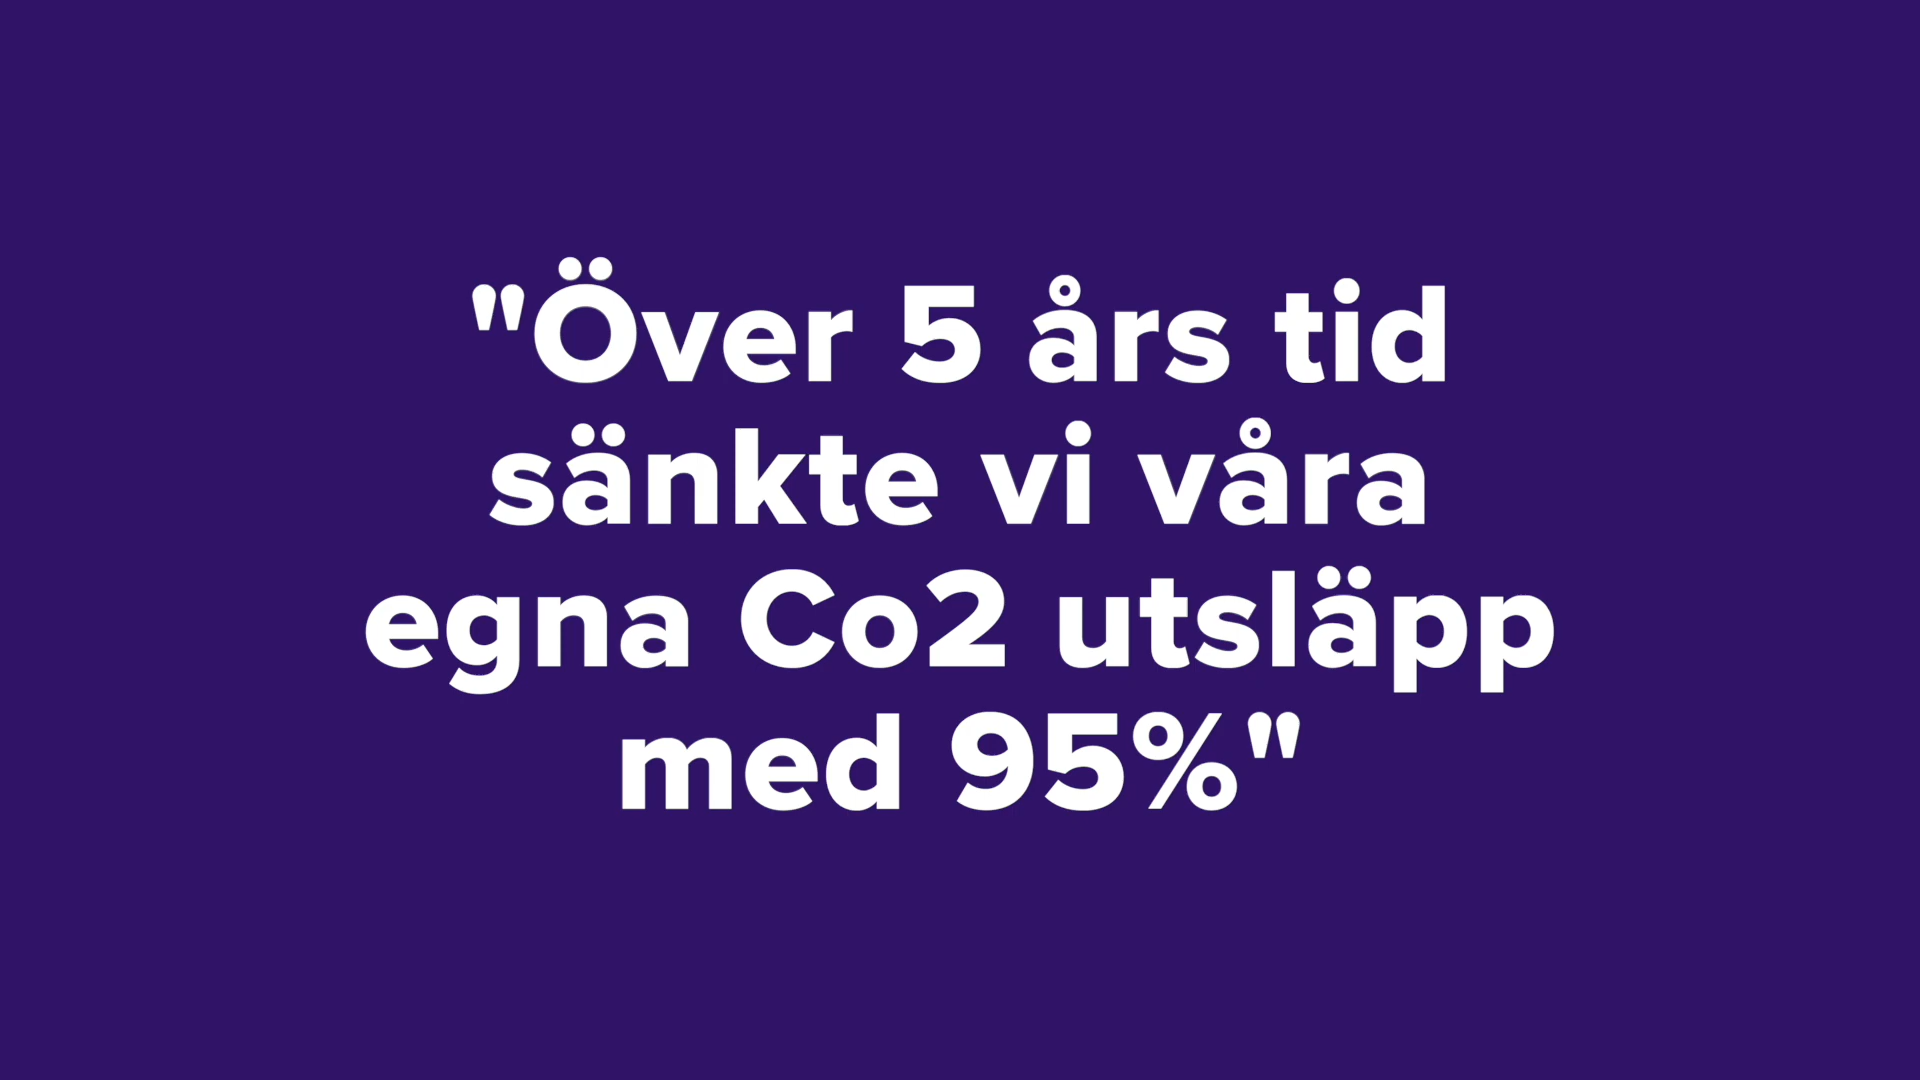 "Över 5 års tid
sänkte vi våra
egna Co2 utsläpp
med 95%"